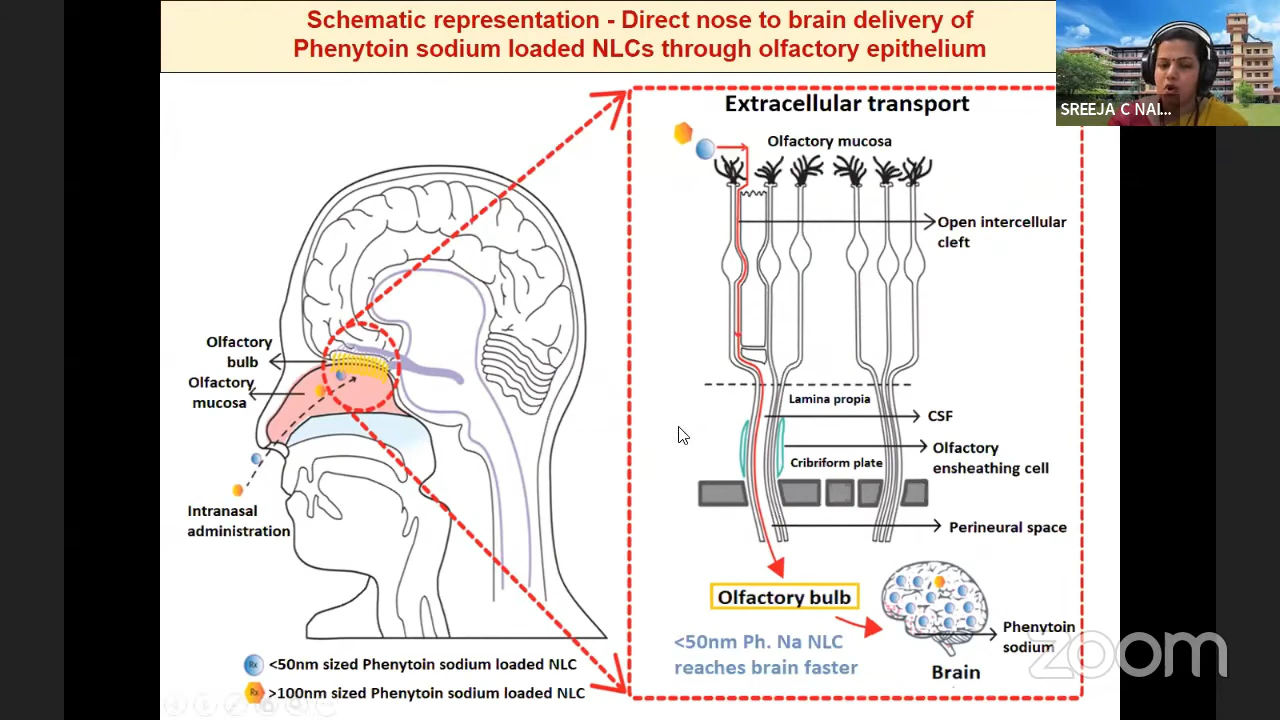 Schematic representation - Direct nose to brain delivery of
Phenytoin sodium loaded NLCs through olfactory epithelium
SREEJA C NAI...
Extracellular transport
Olfactory mucosa
Open intercellular
cleft
Olfactory
bulb
Olfactory
mucosa
Lamina propia
CSF
Olfactory
ensheathing cell
Cribriform plate
Intranasal
administration
Perineural space
Olfactory bulb
<50nm Ph. Na NLC
reaches brain faster
Phenytoin
sodium
Brain
Rx <50nm sized Phenytoin sodium loaded NLC
Rx >100nm sized Phenytoin sodium loaded NLC
zoom